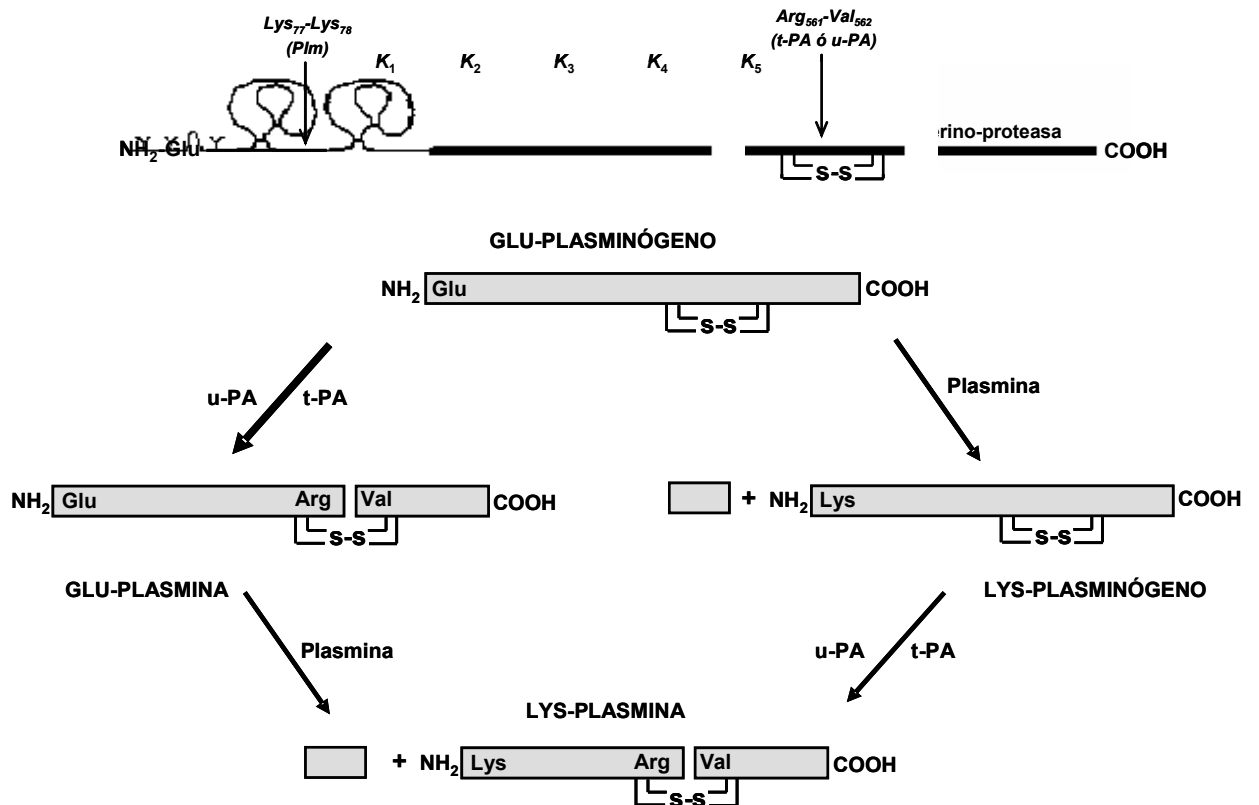 Lys77-Lys78
(Plm)
Arg561-Val562
(t-PA ó u-PA)
K1 K2 K3 K4 K5
NH2-Glu
erino-proteasa
COOH
S-S
GLU-PLASMINÓGENO
NH2 Glu COOH
S-S
u-PA t-PA
Plasmina
NH2 Glu Arg Val COOH
S-S
+ NH2 Lys COOH
S-S
GLU-PLASMINA
LYS-PLASMINÓGENO
Plasmina
u-PA t-PA
LYS-PLASMINA
+ NH2 Lys Arg Val COOH
S-S